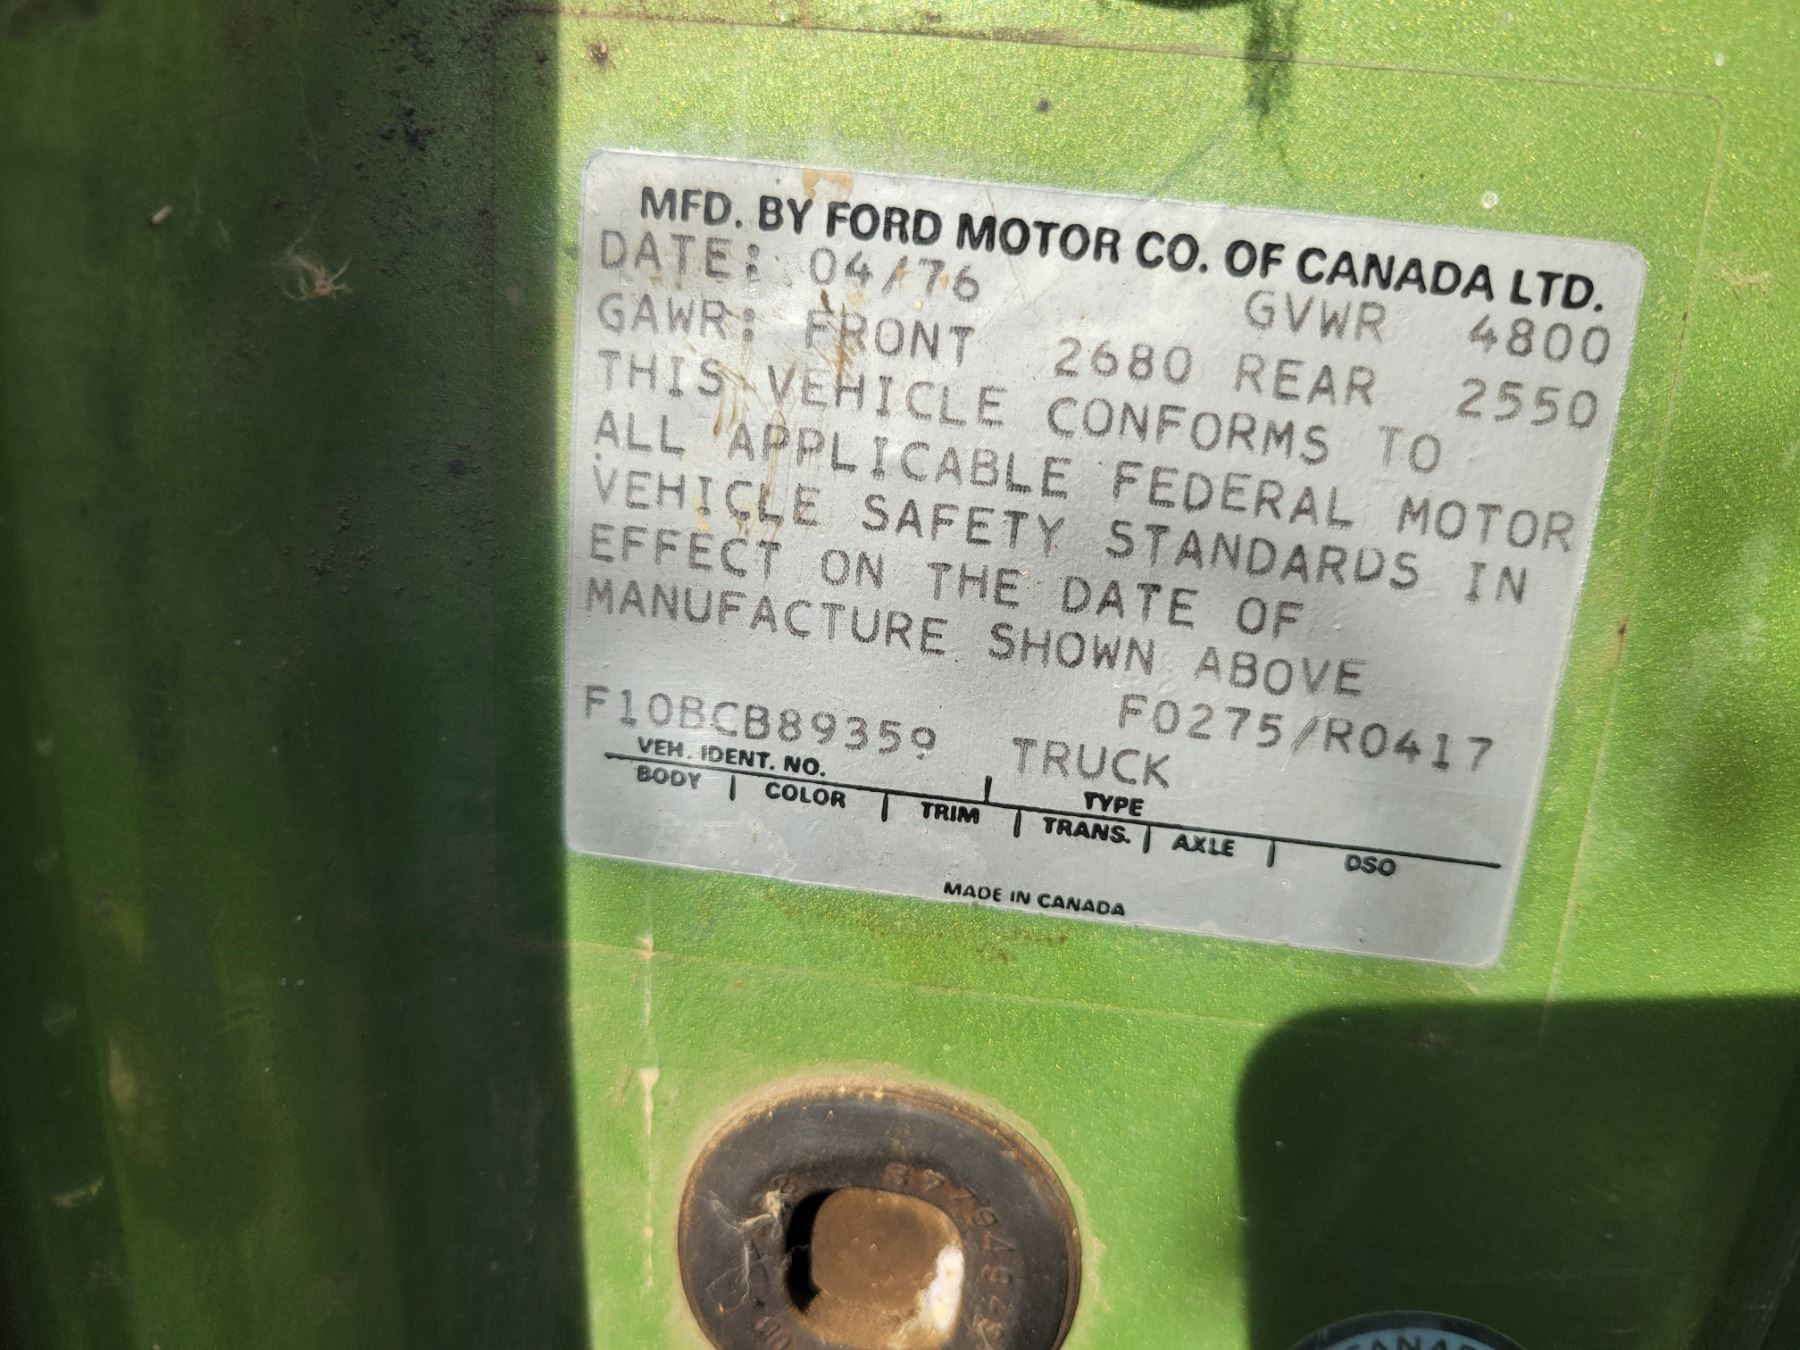 MFD. BY FORD MOTOR CO. OF CANADA LTD.
DATE: 04/76 GVWR 4800
GAWR: FRONT 2680 REAR 2550
THIS VEHICLE CONFORMS TO
ALL APPLICABLE FEDERAL MOTOR
VEHICLE SAFETY STANDARDS IN
EFFECT ON THE DATE OF
MANUFACTURE SHOWN ABOVE
F0275/R0417
F10BCB89359 TRUCK
VEH. IDENT. NO. TYPE
BODY COLOR TRIM TRANS. AXLE DSO
MADE IN CANADA